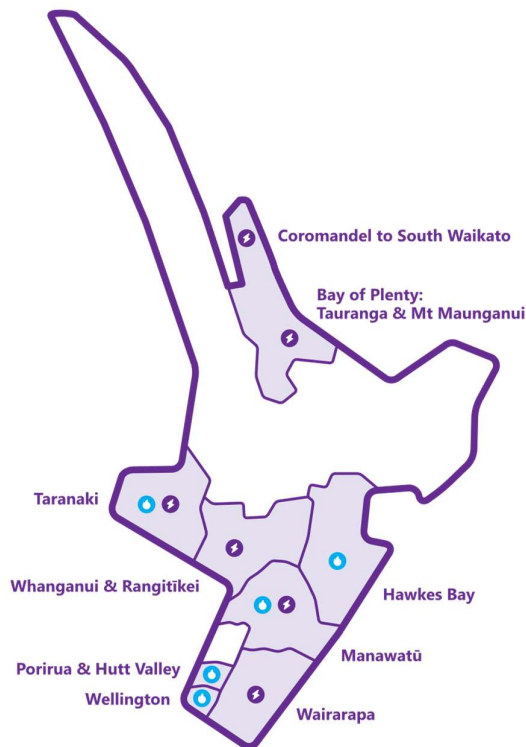 Coromandel to South Waikato
Bay of Plenty:
Tauranga & Mt Maunganui
Taranaki
Whanganui & Rangitīkei
Hawkes Bay
Manawatū
Porirua & Hutt Valley
Wellington
Wairarapa